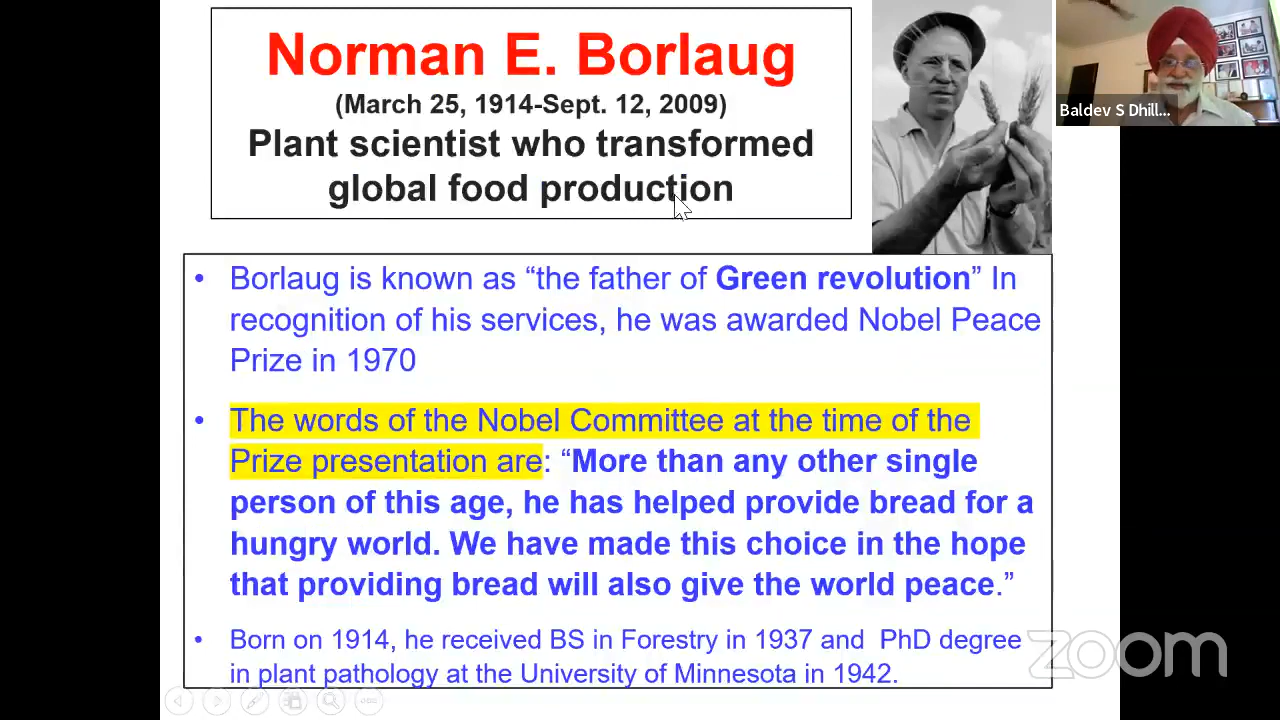 Norman E. Borlaug
(March 25, 1914-Sept. 12, 2009)
Plant scientist who transformed
global food production
Baldev S Dhill...
• Borlaug is known as “the father of Green revolution” In
recognition of his services, he was awarded Nobel Peace
Prize in 1970
• The words of the Nobel Committee at the time of the
Prize presentation are: “More than any other single
person of this age, he has helped provide bread for a
hungry world. We have made this choice in the hope
that providing bread will also give the world peace.”
• Born on 1914, he received BS in Forestry in 1937 and PhD degree
in plant pathology at the University of Minnesota in 1942.
zoom